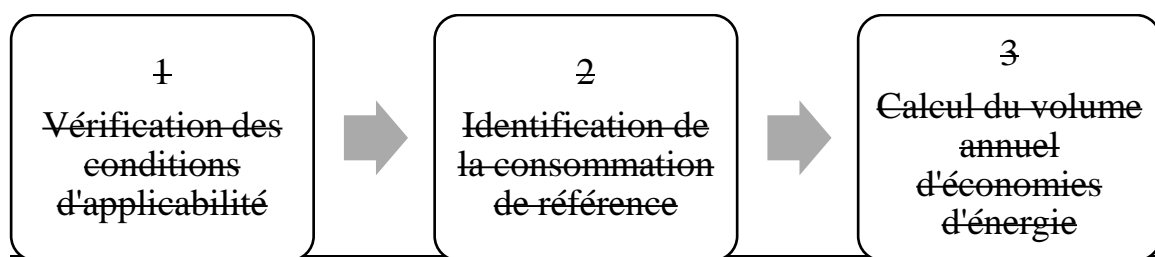 1
Vérification des
conditions
d'applicabilité
2
Identification de
la consommation
de référence
3
Calcul du volume
annuel
d'économies
d'énergie